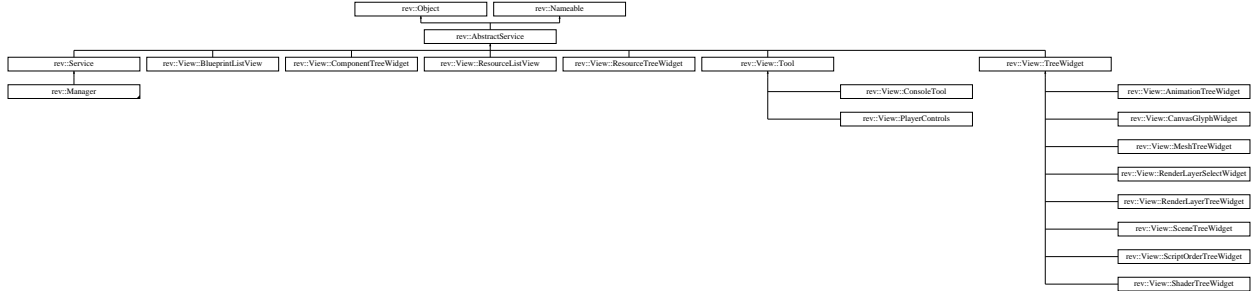 rev::Object
rev::Nameable
rev::AbstractService
rev::Service
rev::View::BlueprintListView
rev::View::ComponentTreeWidget
rev::View::ResourceListView
rev::View::ResourceTreeWidget
rev::View::Tool
rev::View::TreeWidget
rev::Manager
rev::View::ConsoleTool
rev::View::AnimationTreeWidget
rev::View::PlayerControls
rev::View::CanvasGlyphWidget
rev::View::MeshTreeWidget
rev::View::RenderLayerSelectWidget
rev::View::RenderLayerTreeWidget
rev::View::SceneTreeWidget
rev::View::ScriptOrderTreeWidget
rev::View::ShaderTreeWidget